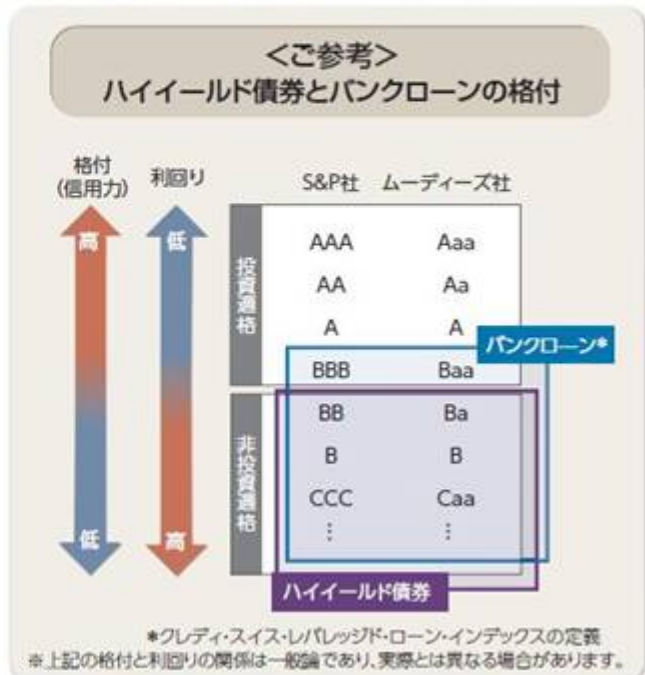 <ご参考>
ハイイールド債券とバンクローンの格付
格付
(信用力)
利回り
S&P社 ムーディーズ社
高
低
投資適格
AAA Aaa
AA Aa
A A
バンクローン*
BBB Baa
非投資適格
BB Ba
B B
CCC Caa
⋮ ⋮
低
高
ハイイールド債券
*クレディ・スイス・レバレッジド・ローン・インデックスの定義
※上記の格付と利回りの関係は一般論であり、実際とは異なる場合があります。